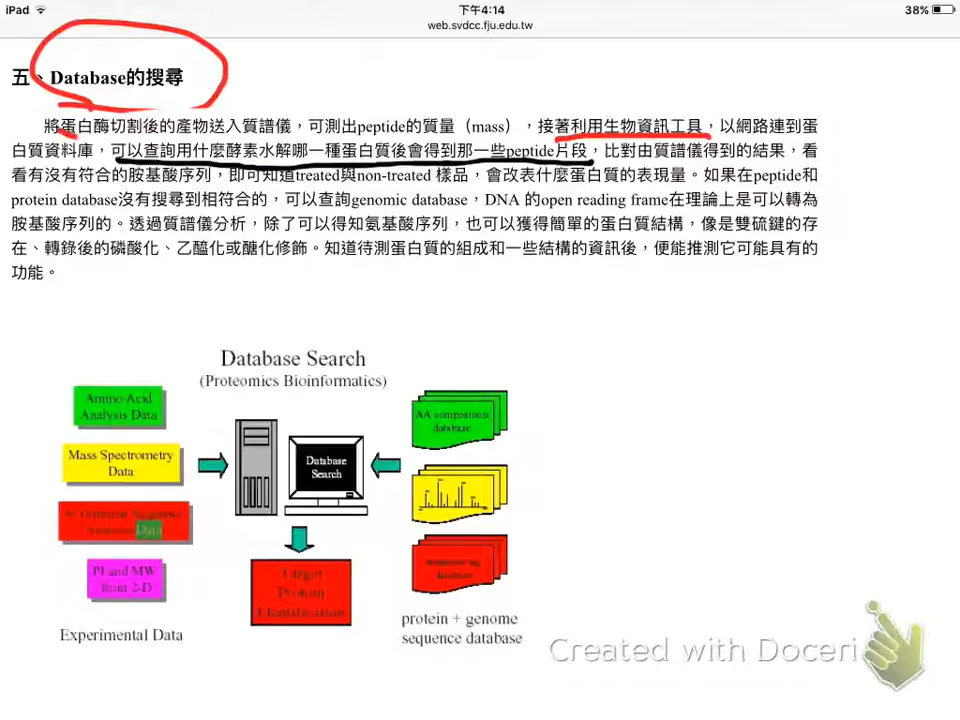 iPad
下午4:14
38%
web.svdcc.fju.edu.tw
五、Database的搜尋
將蛋白酶切割後的產物送入質譜儀，可測出peptide的質量（mass），接著利用生物資訊工具，以網路連到蛋
白質資料庫，可以查詢用什麼酵素水解哪一種蛋白質後會得到那一些peptide片段，比對由質譜儀得到的結果，看
看有沒有符合的胺基酸序列，即可知道treated與non-treated 樣品，會改表什麼蛋白質的表現量。如果在peptide和
protein database沒有搜尋到相符合的，可以查詢genomic database，DNA 的open reading frame在理論上是可以轉為
胺基酸序列的。透過質譜儀分析，除了可以得知氨基酸序列，也可以獲得簡單的蛋白質結構，像是雙硫鍵的存
在、轉錄後的磷酸化、乙醯化或醣化修飾。知道待測蛋白質的組成和一些結構的資訊後，便能推測它可能具有的
功能。
Database Search
(Proteomics Bioinformatics)
Amino Acid
Analysis Data
Mass Spectrometry
Data
Data
PI and MW
from 2-D
Experimental Data
Database
Search
Target
Protein
Identification
AA composition
database
database
protein + genome
sequence database
Created with Doceri